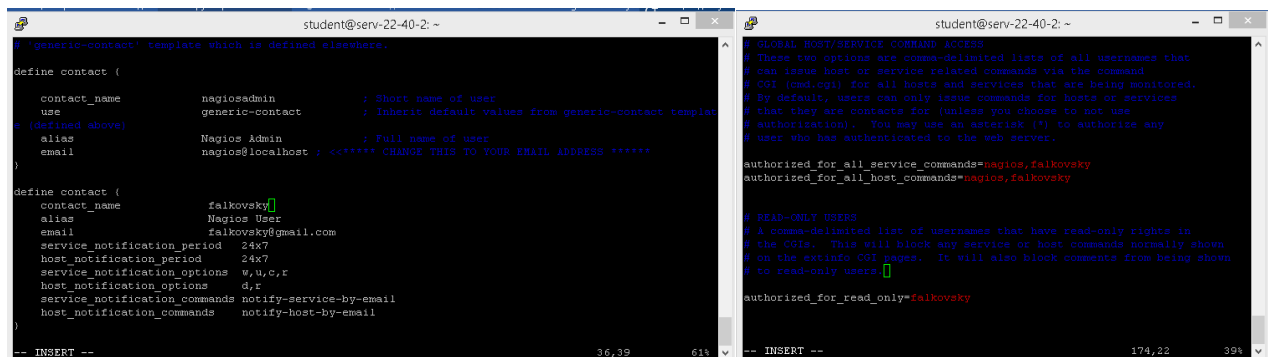 student@serv-22-40-2: ~
# 'generic-contact' template which is defined elsewhere.
define contact {
contact_name nagiosadmin ; Short name of user
use generic-contact ; Inherit default values from generic-contact templat
e (defined above)
alias Nagios Admin ; Full name of user
email nagios@localhost ; <<***** CHANGE THIS TO YOUR EMAIL ADDRESS ******
}
define contact {
contact_name falkovsky
alias Nagios User
email falkovsky@gmail.com
service_notification_period 24x7
host_notification_period 24x7
service_notification_options w,u,c,r
host_notification_options d,r
service_notification_commands notify-service-by-email
host_notification_commands notify-host-by-email
}
-- INSERT -- 36,39 61%
student@serv-22-40-2: ~
# GLOBAL HOST/SERVICE COMMAND ACCESS
# These two options are comma-delimited lists of all usernames that
# can issue host or service related commands via the command
# CGI (cmd.cgi) for all hosts and services that are being monitored.
# By default, users can only issue commands for hosts or services
# that they are contacts for (unless you choose to not use
# authorization). You may use an asterisk (*) to authorize any
# user who has authenticated to the web server.
authorized_for_all_service_commands=nagios,falkovsky
authorized_for_all_host_commands=nagios,falkovsky
# READ-ONLY USERS
# A comma-delimited list of usernames that have read-only rights in
# the CGIs. This will block any service or host commands normally shown
# on the extinfo CGI pages. It will also block comments from being shown
# to read-only users.
authorized_for_read_only=falkovsky
-- INSERT -- 174,22 39%